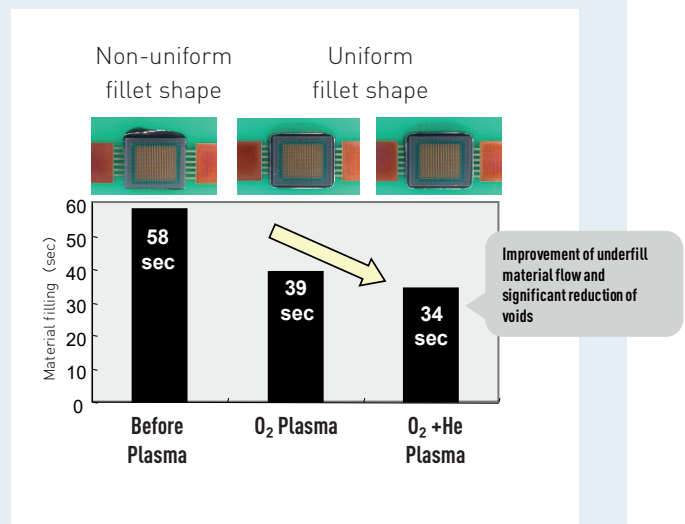 Non-uniform
fillet shape
Uniform
fillet shape
Material filling (sec)
60
50
40
30
20
10
0
58
sec
39
sec
34
sec
Improvement of underfill
material flow and
significant reduction of
voids
Before
Plasma
O₂ Plasma
O₂ +He
Plasma